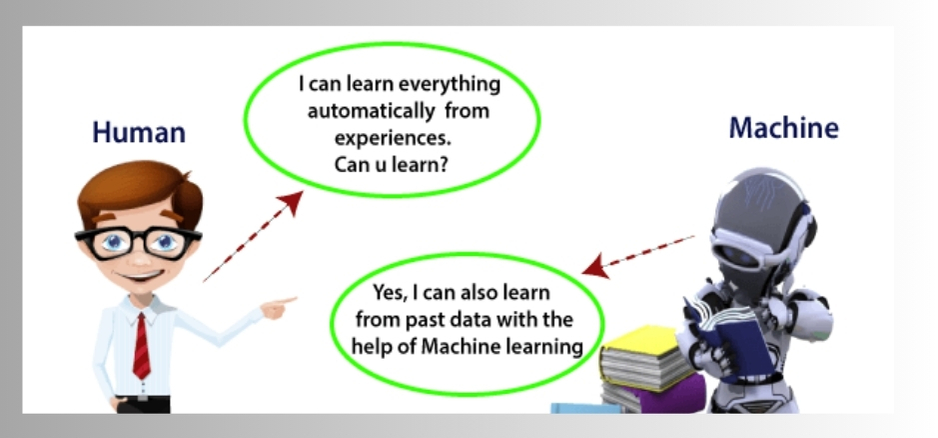 Human
I can learn everything
automatically from
experiences.
Can u learn?
Machine
Yes, I can also learn
from past data with the
help of Machine learning